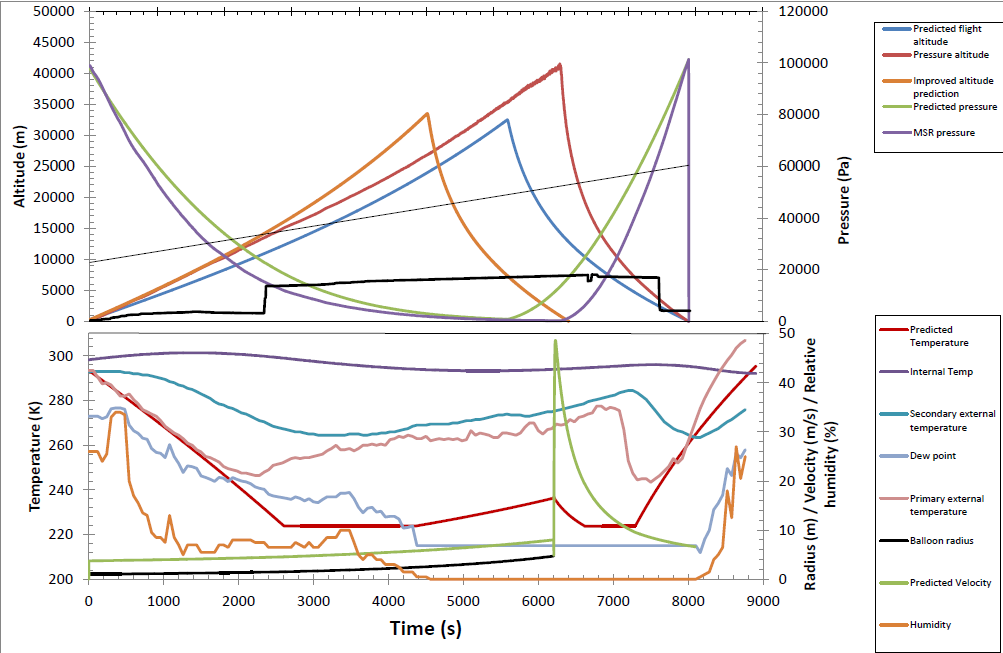 50000
45000
40000
35000
30000
25000
20000
15000
10000
5000
0
Altitude (m)
120000
100000
80000
60000
40000
20000
0
Pressure (Pa)
Predicted flight
altitude
Pressure altitude
Improved altitude
prediction
Predicted pressure
MSR pressure
300
280
260
240
220
200
Temperature (K)
50
40
30
20
10
0
Radius (m) / Velocity (m/s) / Relative
humidity (%)
0
1000
2000
3000
4000
5000
6000
7000
8000
9000
Time (s)
Predicted
Temperature
Internal Temp
Secondary external
temperature
Dew point
Primary external
temperature
Balloon radius
Predicted Velocity
Humidity